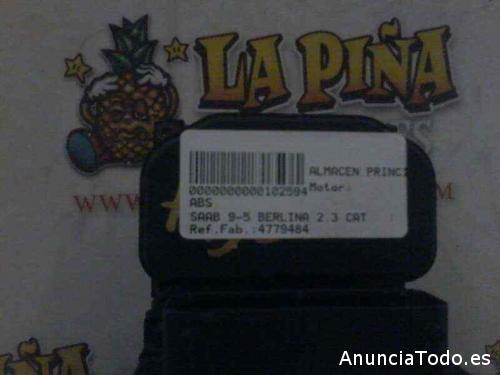 LA PIÑA
WWW
ALMACEN PRINCI
0000000000102594 Motor:
ABS
SAAB 9-5 BERLINA 2.3 CAT
Ref.Fab.:4779484
AnunciaTodo.es